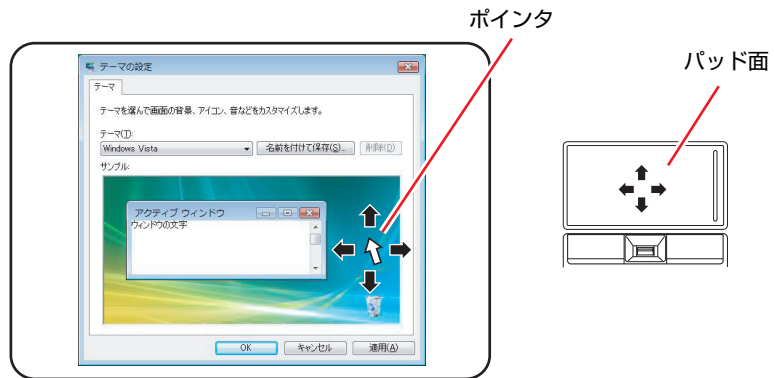 ポインタ
パッド面
テーマの設定
テーマ
テーマを選んで画面の背景、アイコン、音などをカスタマイズします。
テーマ(T):
Windows Vista
名前を付けて保存(S)...
削除(D)
サンプル:
アクティブ ウィンドウ
ウィンドウの文字
OK
キャンセル
適用(A)